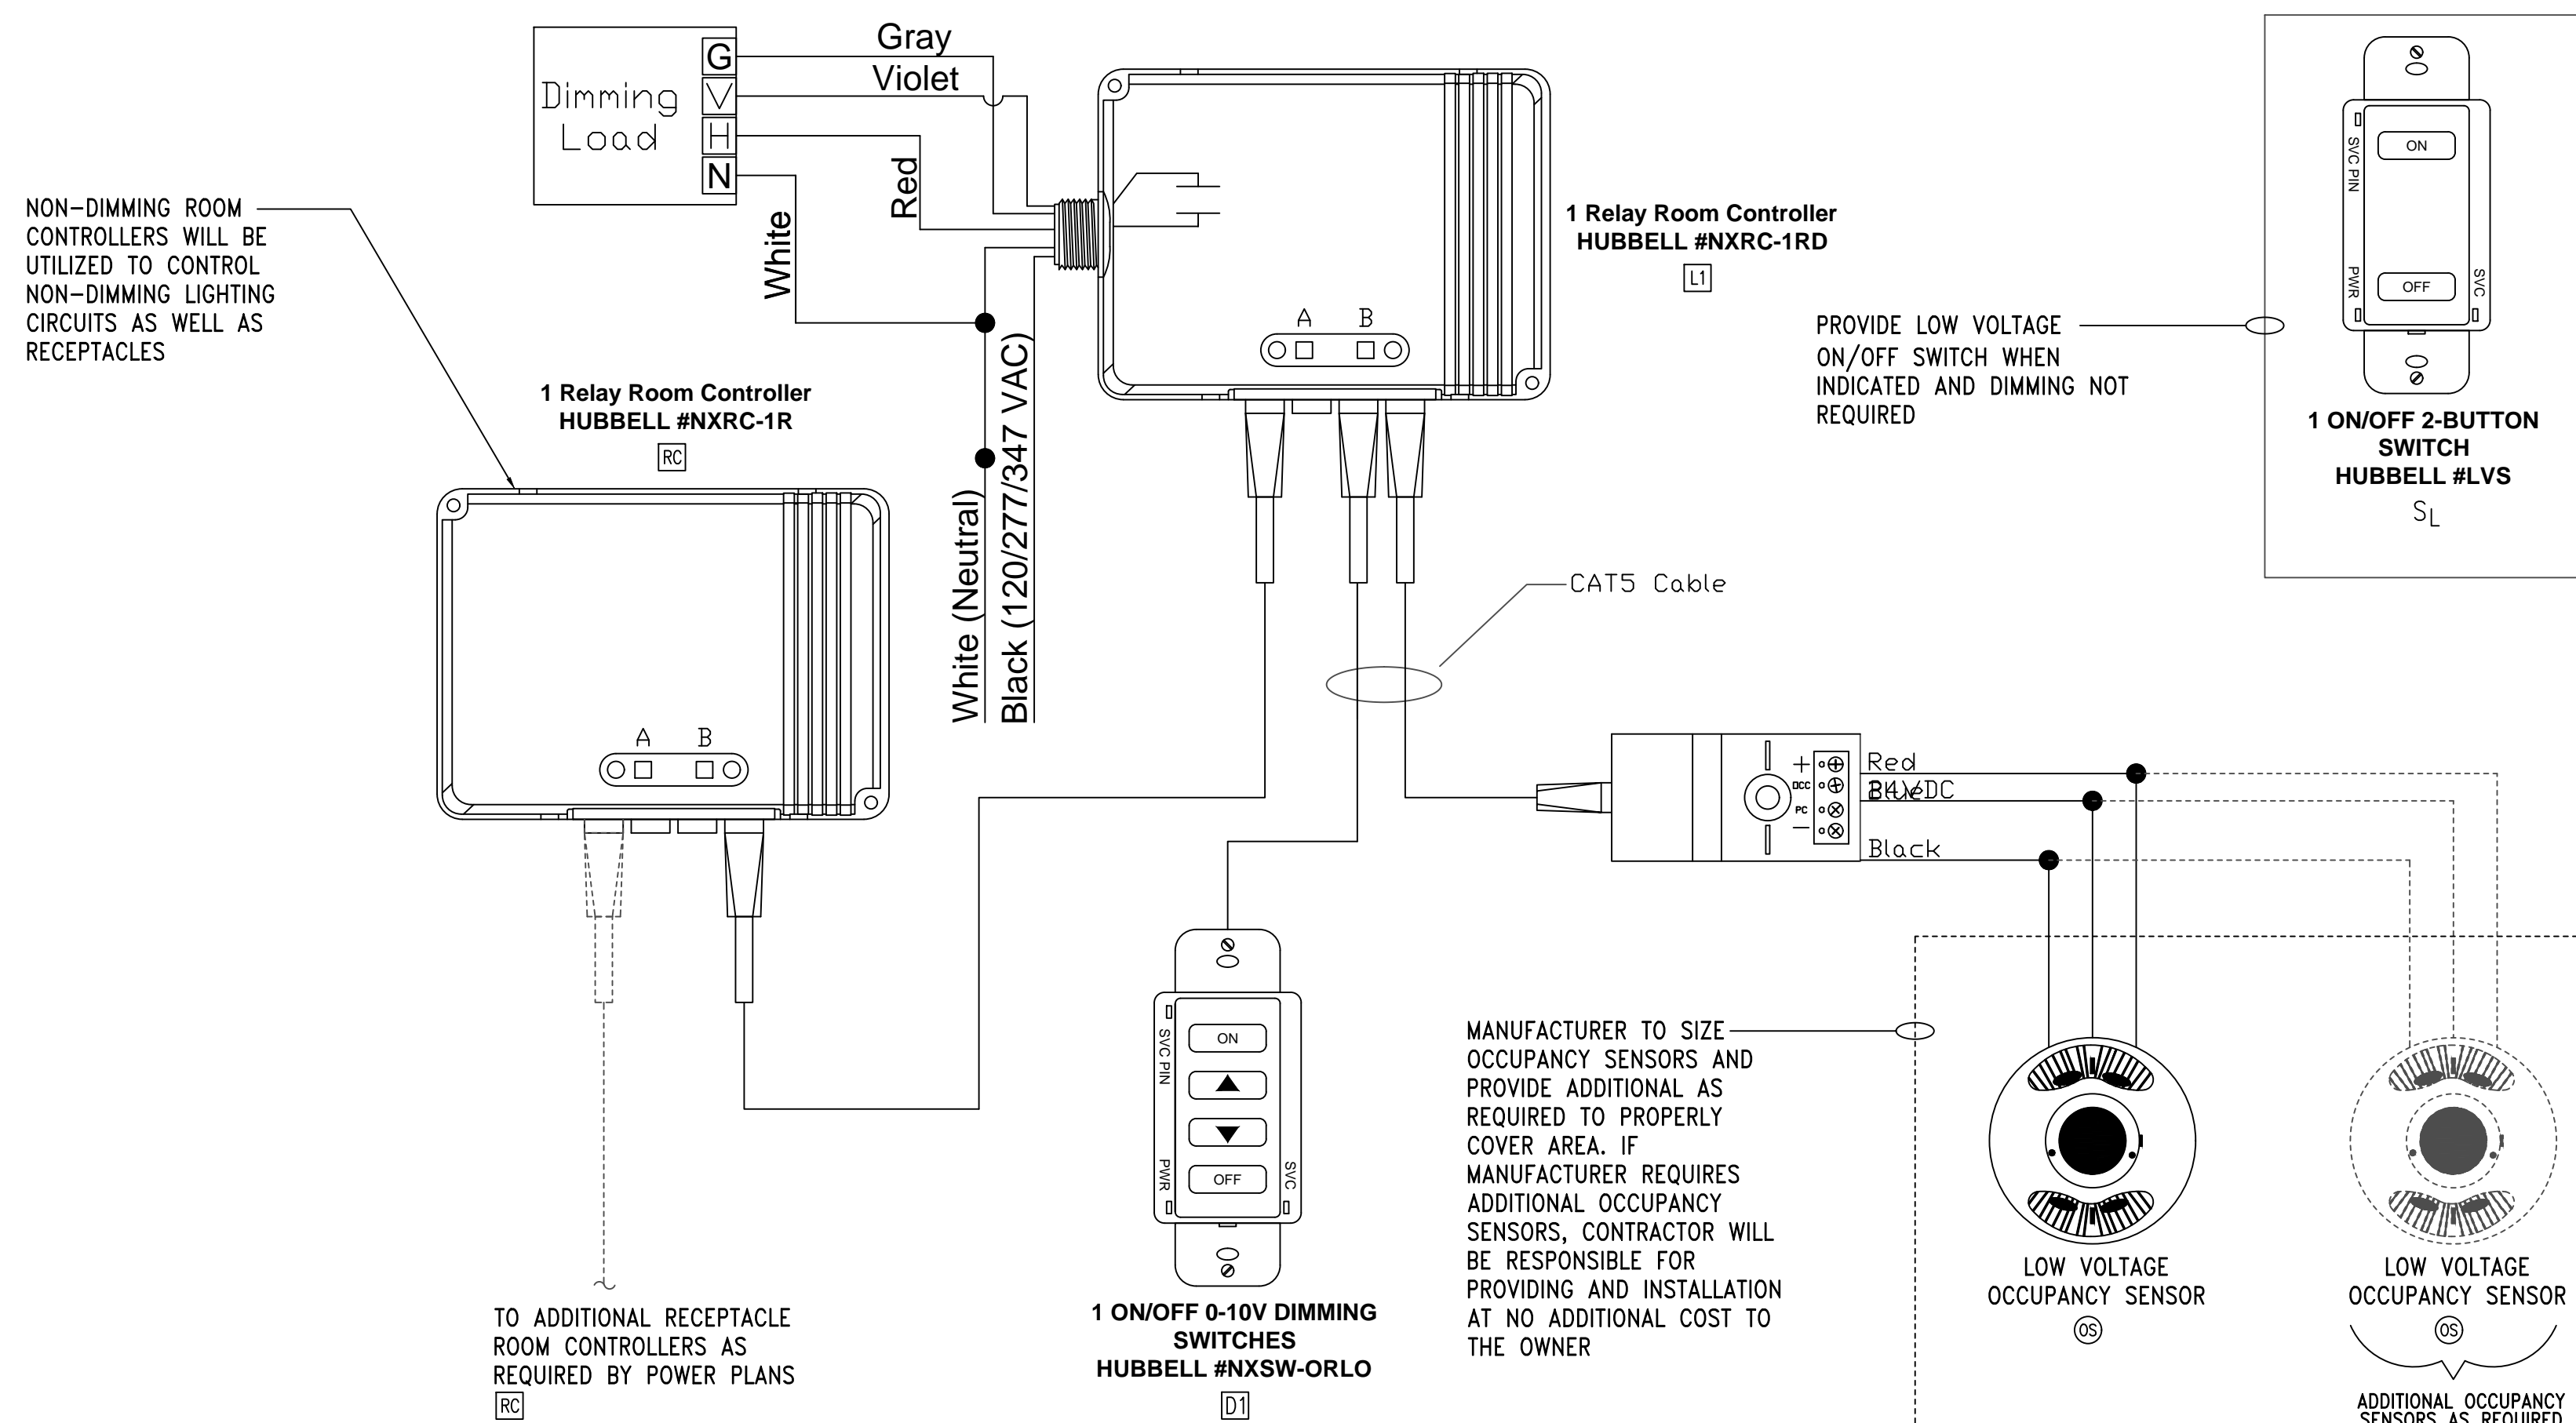 Gray
Violet
G
V
H
N
Dimming
Load
Red
White
NON-DIMMING ROOM
CONTROLLERS WILL BE
UTILIZED TO CONTROL
NON-DIMMING LIGHTING
CIRCUITS AS WELL AS
RECEPTACLES
1 Relay Room Controller
HUBBELL #NXRC-1RD
L1
A B
ON
SVC PIN
PWR
OFF
SVC
PROVIDE LOW VOLTAGE
ON/OFF SWITCH WHEN
INDICATED AND DIMMING NOT
REQUIRED
1 ON/OFF 2-BUTTON
SWITCH
HUBBELL #LVS
SL
1 Relay Room Controller
HUBBELL #NXRC-1R
RC
White (Neutral)
Black (120/277/347 VAC)
CAT5 Cable
A B
+
OCC
PC
-
Red
24VDC
Blue
Black
ON
SVC PIN
PWR
OFF
SVC
MANUFACTURER TO SIZE
OCCUPANCY SENSORS AND
PROVIDE ADDITIONAL AS
REQUIRED TO PROPERLY
COVER AREA. IF
MANUFACTURER REQUIRES
ADDITIONAL OCCUPANCY
SENSORS, CONTRACTOR WILL
BE RESPONSIBLE FOR
PROVIDING AND INSTALLATION
AT NO ADDITIONAL COST TO
THE OWNER
LOW VOLTAGE
OCCUPANCY SENSOR
OS
LOW VOLTAGE
OCCUPANCY SENSOR
OS
ADDITIONAL OCCUPANCY
SENSORS AS REQUIRED
TO ADDITIONAL RECEPTACLE
ROOM CONTROLLERS AS
REQUIRED BY POWER PLANS
RC
1 ON/OFF 0-10V DIMMING
SWITCHES
HUBBELL #NXSW-ORLO
D1